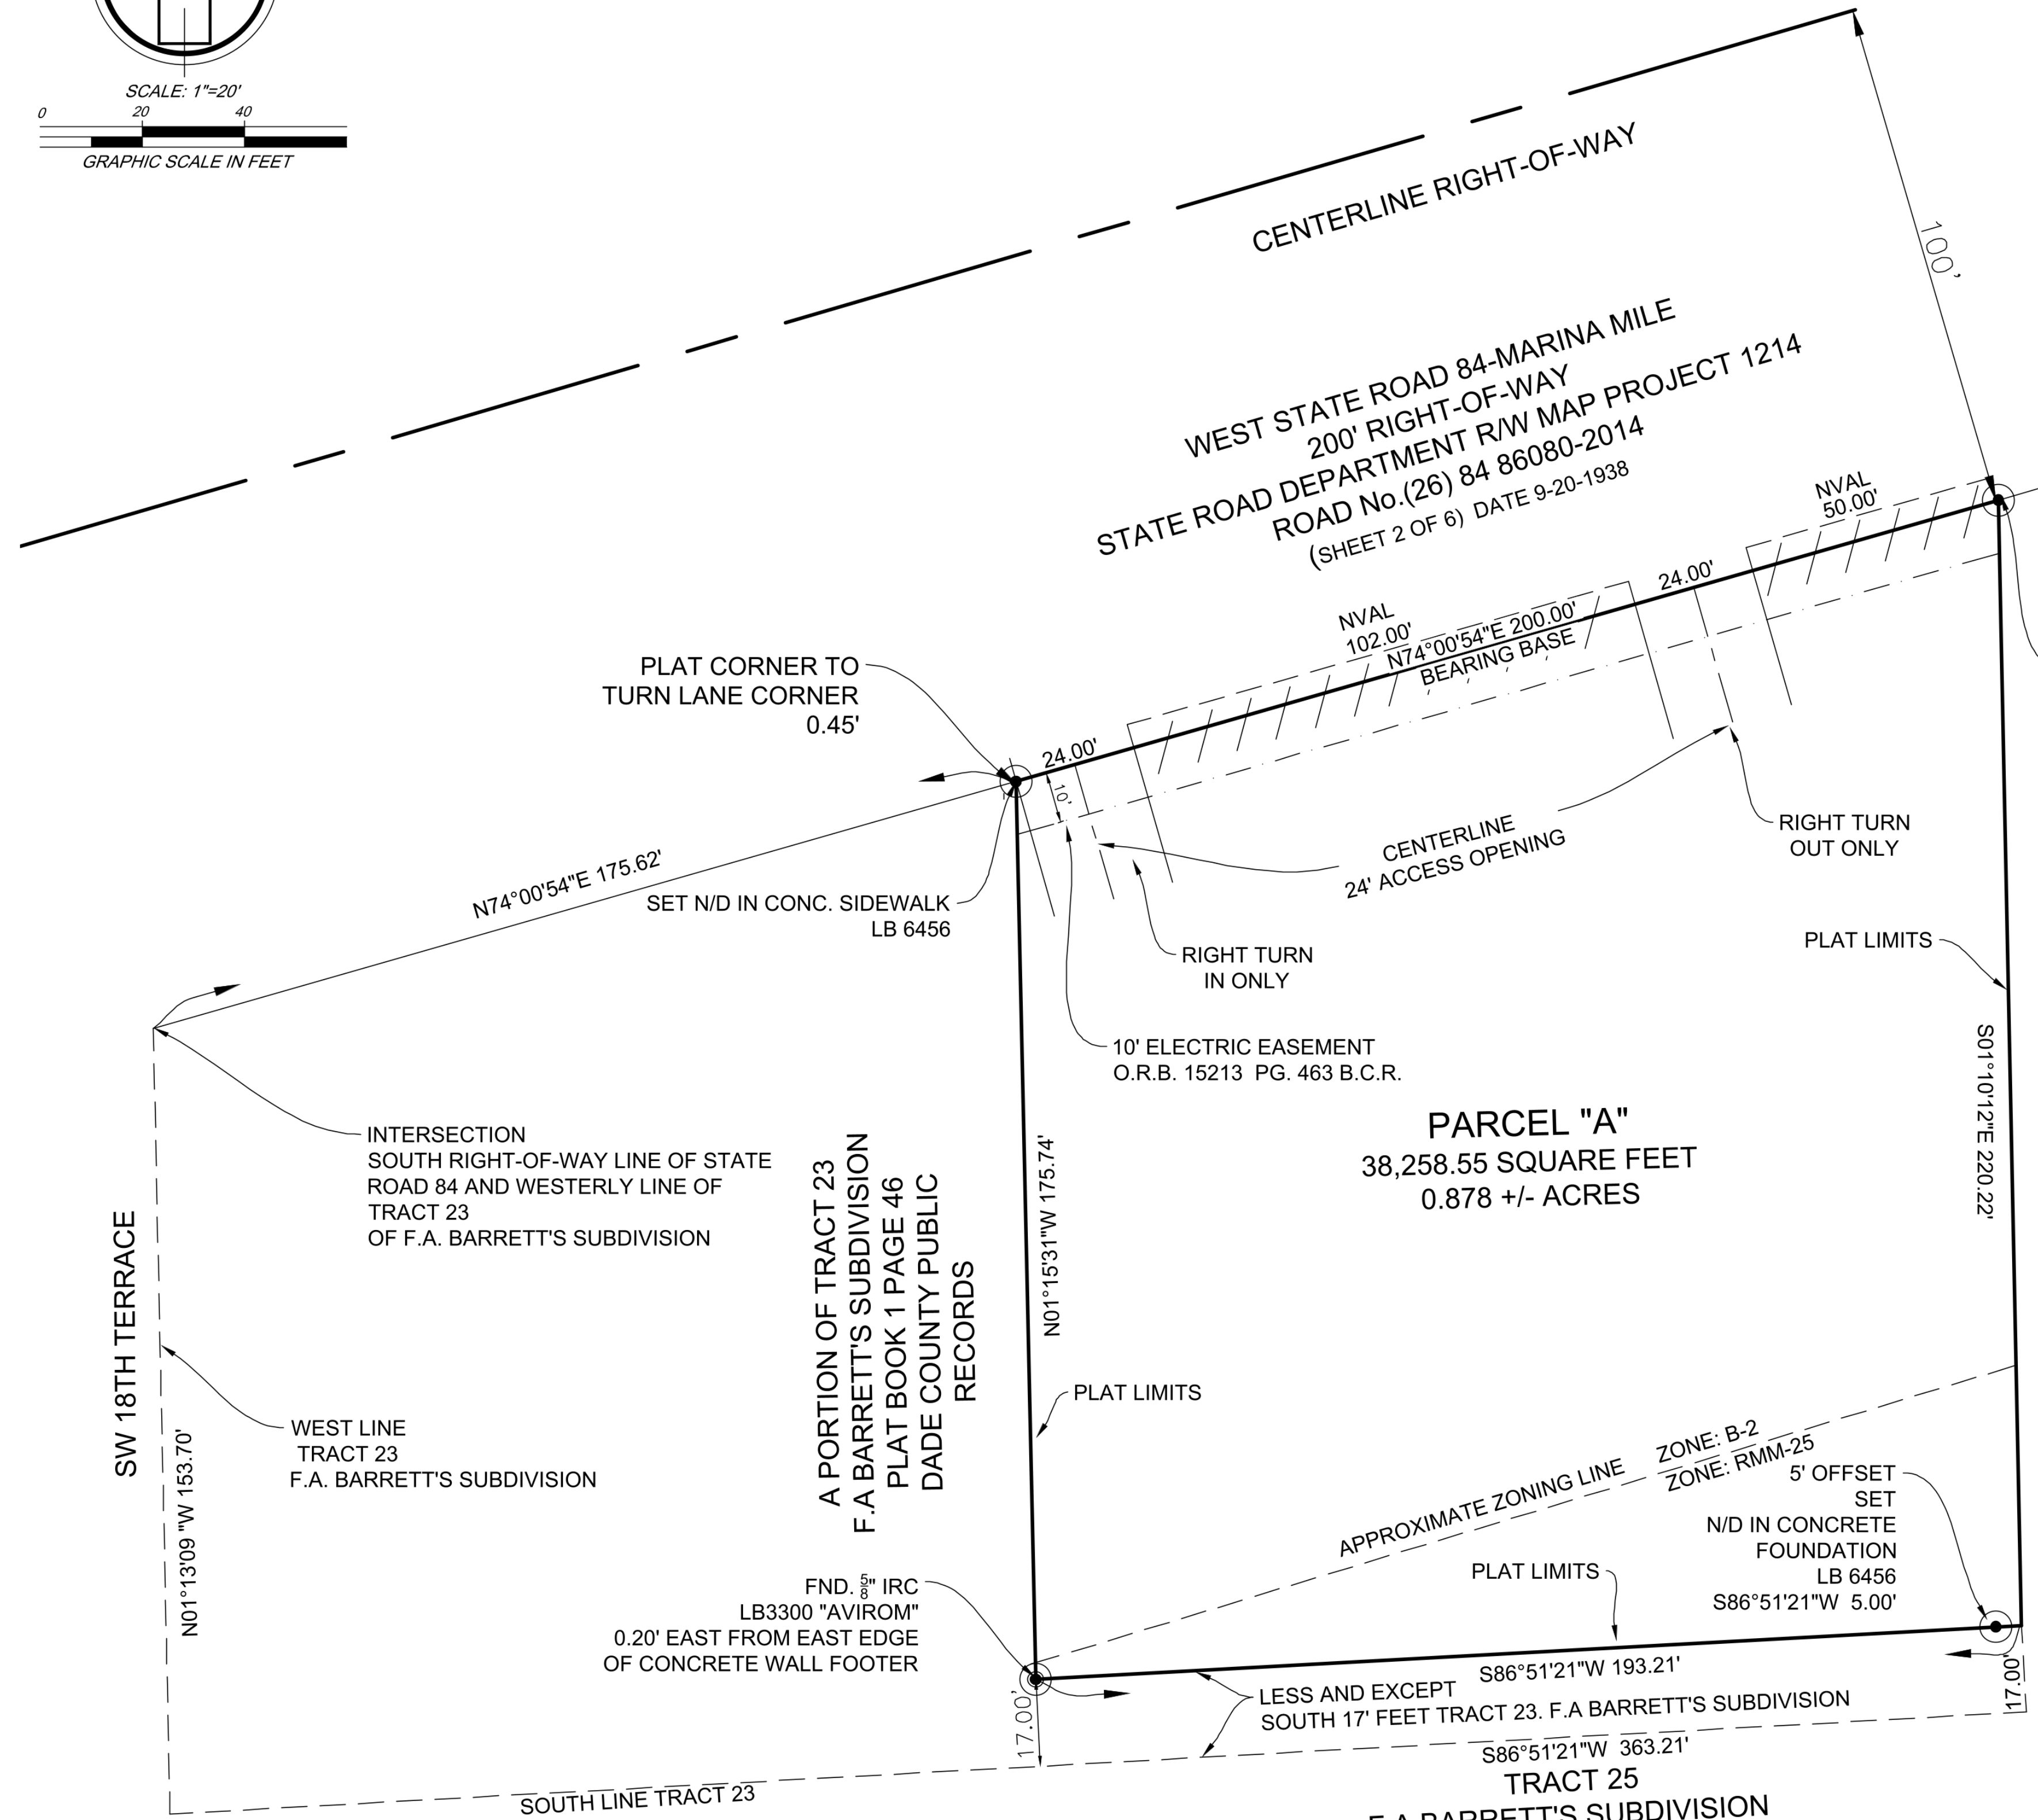 SCALE: 1"=20'
0 20 40
GRAPHIC SCALE IN FEET
CENTERLINE RIGHT-OF-WAY
100'
WEST STATE ROAD 84-MARINA MILE
200' RIGHT-OF-WAY
STATE ROAD DEPARTMENT R/W MAP PROJECT 1214
ROAD No.(26) 84 86080-2014
(SHEET 2 OF 6) DATE 9-20-1938
NVAL
50.00'
24.00'
NVAL
102.00'
N74°00'54"E 200.00'
BEARING BASE
PLAT CORNER TO
TURN LANE CORNER
0.45'
24.00'
10'
N74°00'54"E 175.62'
SET N/D IN CONC. SIDEWALK
LB 6456
CENTERLINE
24' ACCESS OPENING
RIGHT TURN
OUT ONLY
RIGHT TURN
IN ONLY
PLAT LIMITS
10' ELECTRIC EASEMENT
O.R.B. 15213 PG. 463 B.C.R.
S01°10'12"E 220.22'
PARCEL "A"
38,258.55 SQUARE FEET
0.878 +/- ACRES
INTERSECTION
SOUTH RIGHT-OF-WAY LINE OF STATE
ROAD 84 AND WESTERLY LINE OF
TRACT 23
OF F.A. BARRETT'S SUBDIVISION
SW 18TH TERRACE
A PORTION OF TRACT 23
F.A BARRETT'S SUBDIVISION
PLAT BOOK 1 PAGE 46
DADE COUNTY PUBLIC
RECORDS
N01°15'31"W 175.74'
PLAT LIMITS
WEST LINE
TRACT 23
F.A. BARRETT'S SUBDIVISION
N01°13'09 "W 153.70'
APPROXIMATE ZONING LINE
ZONE: B-2
ZONE: RMM-25
5' OFFSET
SET
N/D IN CONCRETE
FOUNDATION
LB 6456
S86°51'21"W 5.00'
PLAT LIMITS
FND. 5/8" IRC
LB3300 "AVIROM"
0.20' EAST FROM EAST EDGE
OF CONCRETE WALL FOOTER
S86°51'21"W 193.21'
17.00'
17.00'
LESS AND EXCEPT
SOUTH 17' FEET TRACT 23. F.A BARRETT'S SUBDIVISION
S86°51'21"W 363.21'
SOUTH LINE TRACT 23
TRACT 25
F.A BARRETT'S SUBDIVISION